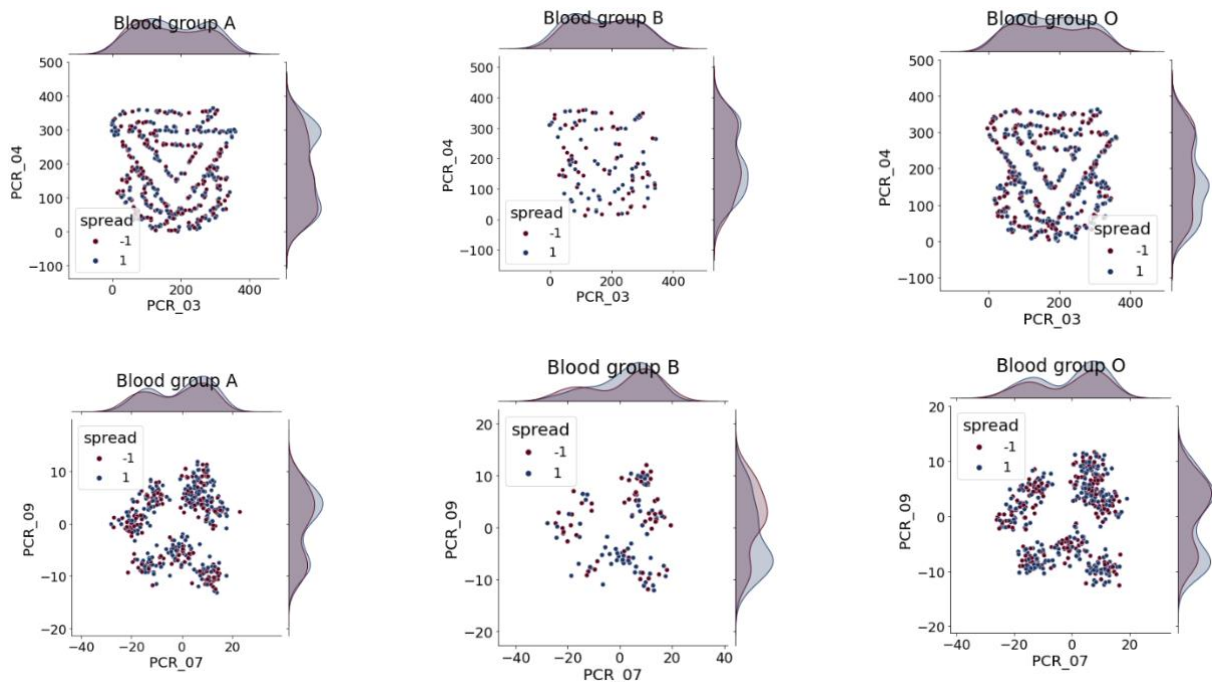 Blood group A
500
400
300
200
100
0
−100
PCR_04
spread
-1
1
0 200 400
PCR_03
Blood group B
500
400
300
200
100
0
−100
PCR_04
spread
-1
1
0 200 400
PCR_03
Blood group O
500
400
300
200
100
0
−100
PCR_04
spread
-1
1
0 200 400
PCR_03
Blood group A
10
0
−10
−20
PCR_09
spread
-1
1
−40 −20 0 20
PCR_07
Blood group B
20
10
0
−10
−20
PCR_09
spread
-1
1
−40 −20 0 20 40
PCR_07
Blood group O
20
10
0
−10
−20
PCR_09
spread
-1
1
−40 −20 0 20
PCR_07